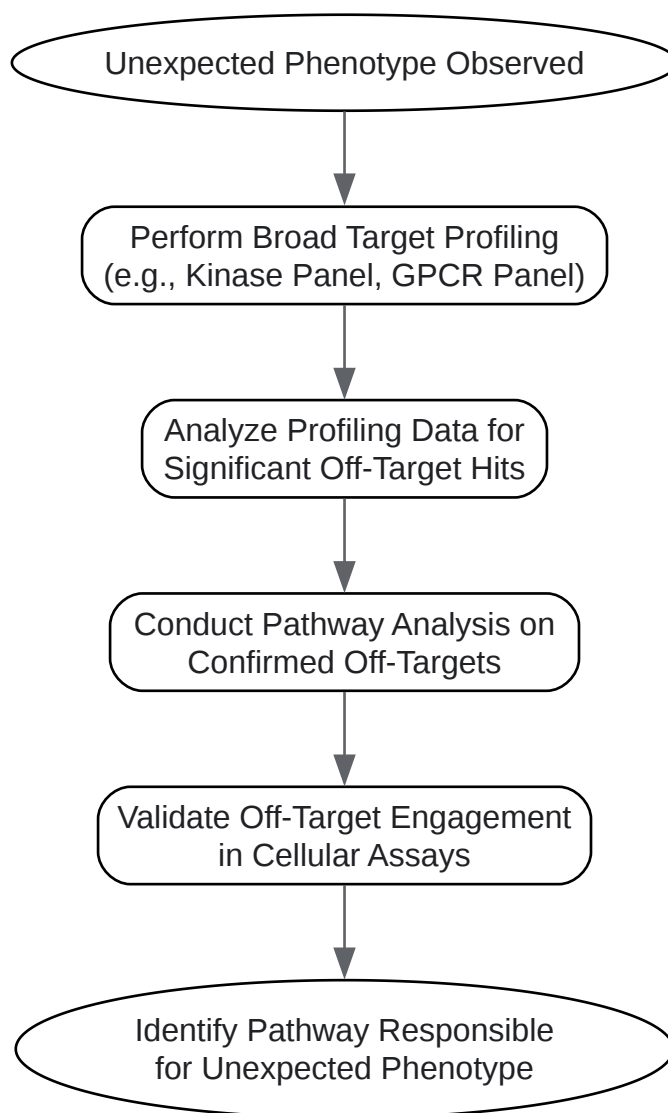 Unexpected Phenotype Observed
Perform Broad Target Profiling
(e.g., Kinase Panel, GPCR Panel)
Analyze Profiling Data for
Significant Off-Target Hits
Conduct Pathway Analysis on
Confirmed Off-Targets
Validate Off-Target Engagement
in Cellular Assays
Identify Pathway Responsible
for Unexpected Phenotype